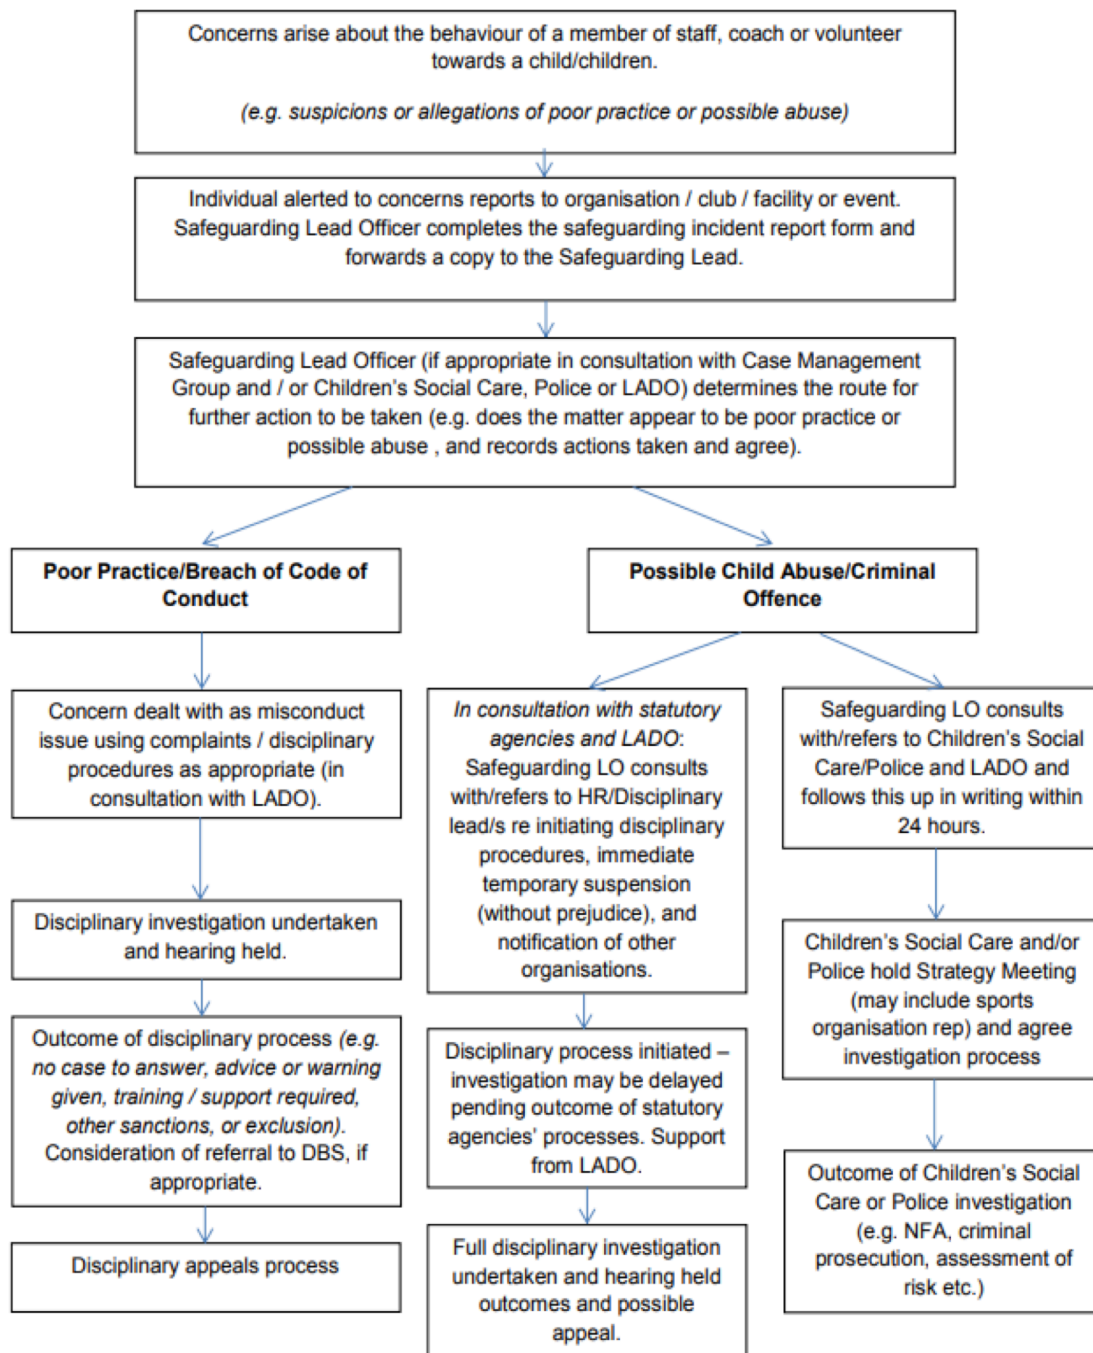 Concerns arise about the behaviour of a member of staff, coach or volunteer
towards a child/children.
(e.g. suspicions or allegations of poor practice or possible abuse)
Individual alerted to concerns reports to organisation / club / facility or event.
Safeguarding Lead Officer completes the safeguarding incident report form and
forwards a copy to the Safeguarding Lead.
Safeguarding Lead Officer (if appropriate in consultation with Case Management
Group and / or Children's Social Care, Police or LADO) determines the route for
further action to be taken (e.g. does the matter appear to be poor practice or
possible abuse , and records actions taken and agree).
Poor Practice/Breach of Code of
Conduct
Possible Child Abuse/Criminal
Offence
Concern dealt with as misconduct
issue using complaints / disciplinary
procedures as appropriate (in
consultation with LADO).
Disciplinary investigation undertaken
and hearing held.
Outcome of disciplinary process (e.g.
no case to answer, advice or warning
given, training / support required,
other sanctions, or exclusion).
Consideration of referral to DBS, if
appropriate.
Disciplinary appeals process
In consultation with statutory
agencies and LADO:
Safeguarding LO consults
with/refers to HR/Disciplinary
lead/s re initiating disciplinary
procedures, immediate
temporary suspension
(without prejudice), and
notification of other
organisations.
Disciplinary process initiated –
investigation may be delayed
pending outcome of statutory
agencies' processes. Support
from LADO.
Full disciplinary investigation
undertaken and hearing held
outcomes and possible
appeal.
Safeguarding LO consults
with/refers to Children's Social
Care/Police and LADO and
follows this up in writing within
24 hours.
Children's Social Care and/or
Police hold Strategy Meeting
(may include sports
organisation rep) and agree
investigation process
Outcome of Children's Social
Care or Police investigation
(e.g. NFA, criminal
prosecution, assessment of
risk etc.)